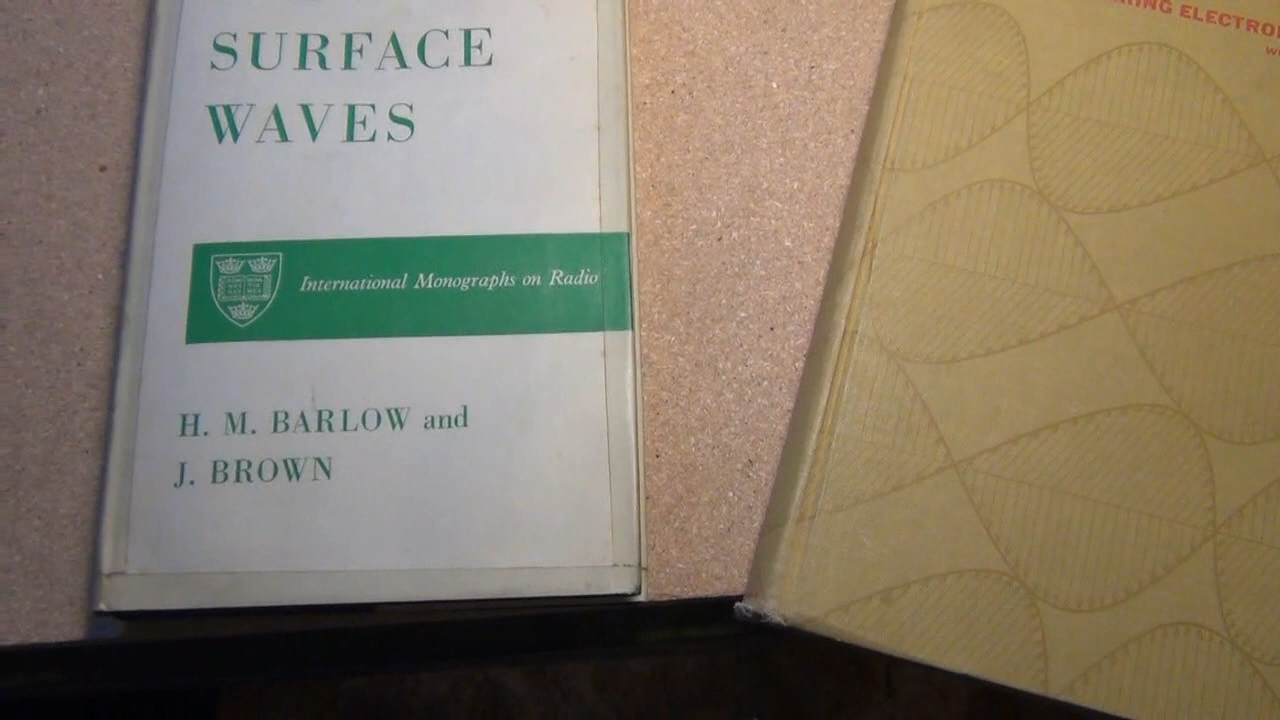 SURFACE
WAVES
International Monographs on Radio
H. M. BARLOW and
J. BROWN